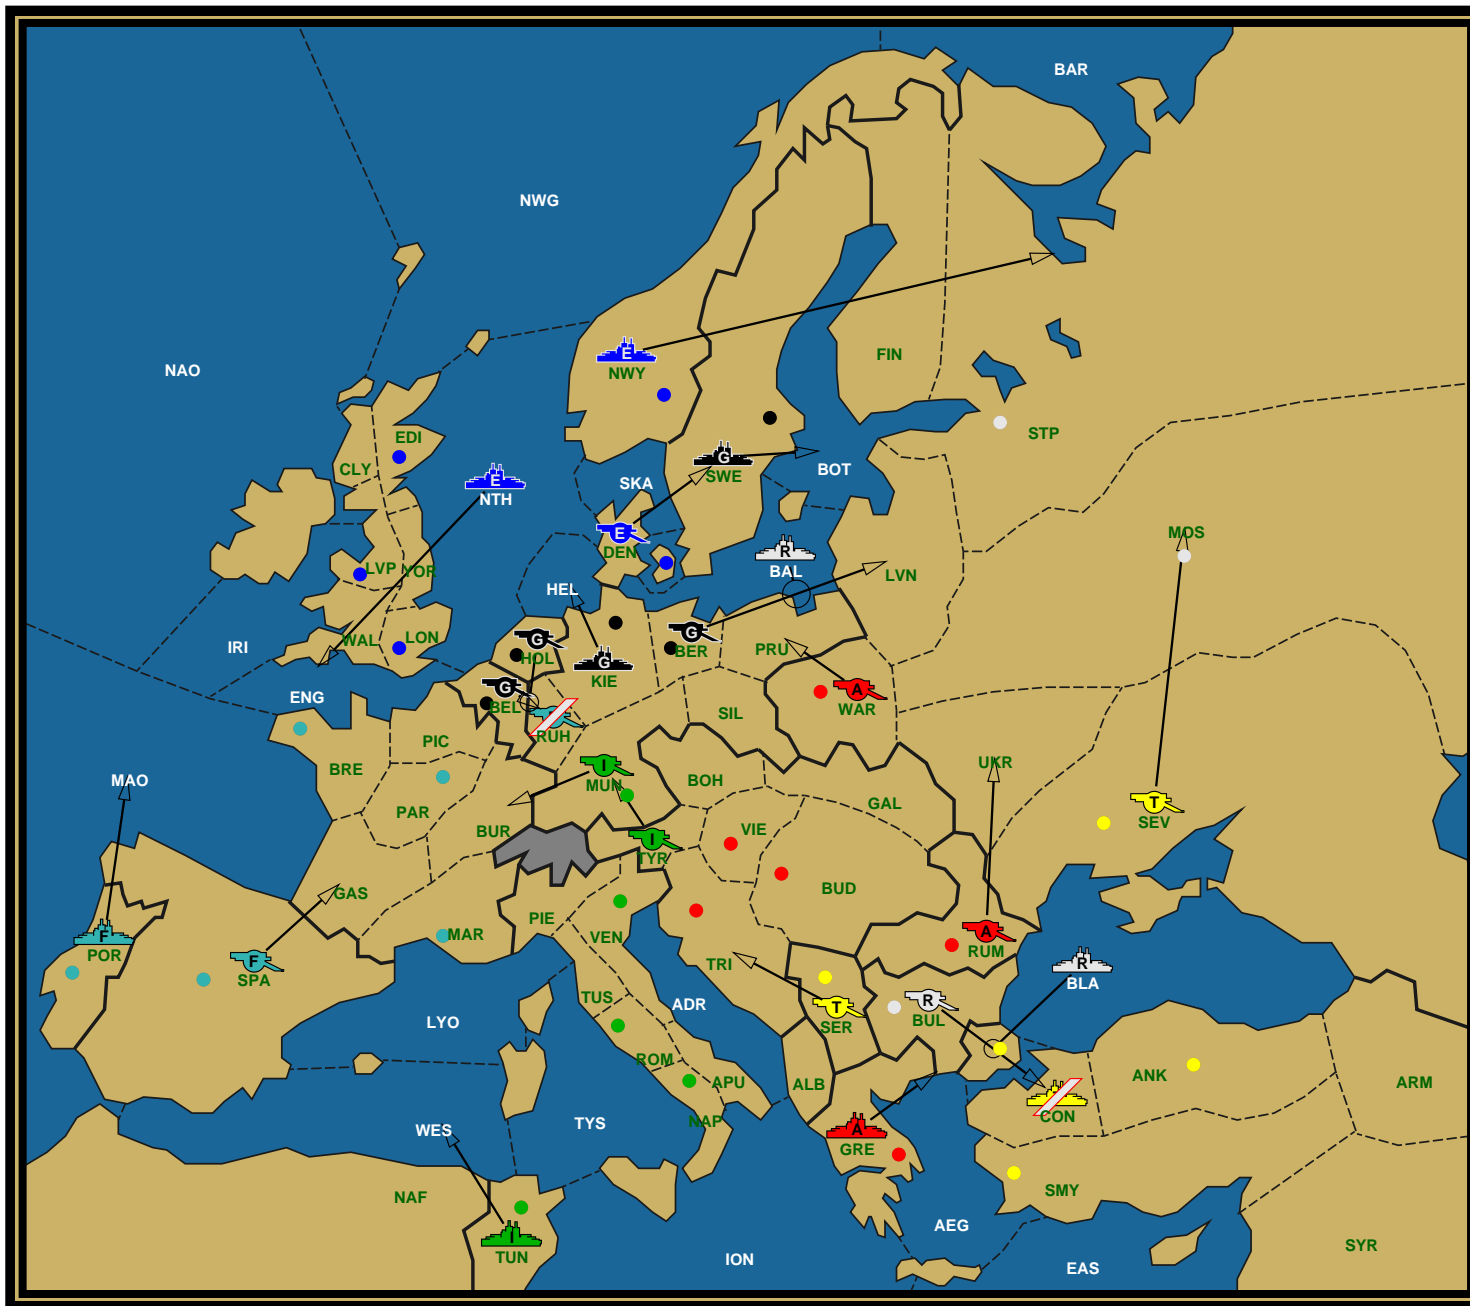 BAR
NWG
E
NWY
FIN
NAO
EDI
CLY
E
NTH
SKA
G
SWE
BOT
STP
E
DEN
R
BAL
MOS
LVP
YOR
HEL
LVN
IRI
WAL
LON
G
HOL
G
KIE
G
BER
PRU
ENG
G
BEL
RUH
SIL
A
WAR
PIC
BRE
MAO
I
MUN
BOH
UKR
PAR
BUR
GAL
T
SEV
I
TYR
VIE
BUD
GAS
F
POR
F
SPA
MAR
PIE
VEN
TRI
A
RUM
R
BLA
LYO
TUS
ADR
T
SER
R
BUL
ROM
APU
ALB
CON
ANK
ARM
WES
TYS
NAP
A
GRE
NAF
SMY
I
TUN
ION
AEG
EAS
SYR